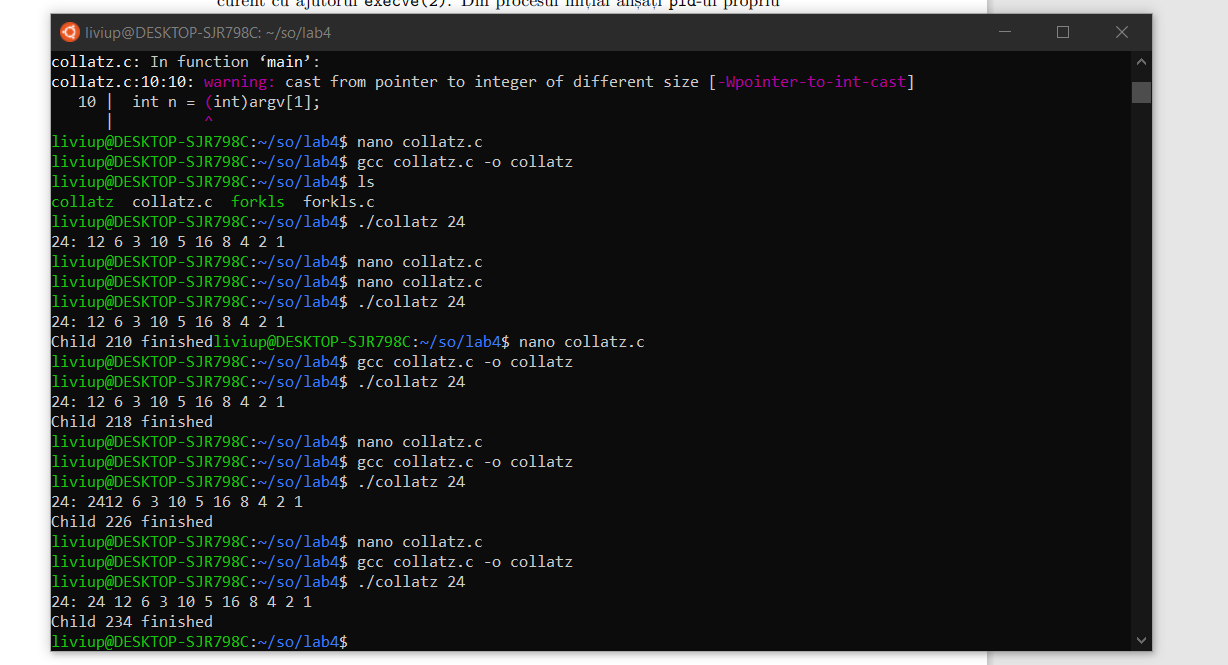 curent cu ajutorul execve(2). Din procesul inițial afișați pid-ul propriu
liviup@DESKTOP-SJR798C: ~/so/lab4
collatz.c: In function ‘main’:
collatz.c:10:10: warning: cast from pointer to integer of different size [-Wpointer-to-int-cast]
   10 |  int n = (int)argv[1];
      |          ^
liviup@DESKTOP-SJR798C:~/so/lab4$ nano collatz.c
liviup@DESKTOP-SJR798C:~/so/lab4$ gcc collatz.c -o collatz
liviup@DESKTOP-SJR798C:~/so/lab4$ ls
collatz  collatz.c  forkls  forkls.c
liviup@DESKTOP-SJR798C:~/so/lab4$ ./collatz 24
24: 12 6 3 10 5 16 8 4 2 1
liviup@DESKTOP-SJR798C:~/so/lab4$ nano collatz.c
liviup@DESKTOP-SJR798C:~/so/lab4$ nano collatz.c
liviup@DESKTOP-SJR798C:~/so/lab4$ ./collatz 24
24: 12 6 3 10 5 16 8 4 2 1
Child 210 finishedliviup@DESKTOP-SJR798C:~/so/lab4$ nano collatz.c
liviup@DESKTOP-SJR798C:~/so/lab4$ gcc collatz.c -o collatz
liviup@DESKTOP-SJR798C:~/so/lab4$ ./collatz 24
24: 12 6 3 10 5 16 8 4 2 1
Child 218 finished
liviup@DESKTOP-SJR798C:~/so/lab4$ nano collatz.c
liviup@DESKTOP-SJR798C:~/so/lab4$ gcc collatz.c -o collatz
liviup@DESKTOP-SJR798C:~/so/lab4$ ./collatz 24
24: 2412 6 3 10 5 16 8 4 2 1
Child 226 finished
liviup@DESKTOP-SJR798C:~/so/lab4$ nano collatz.c
liviup@DESKTOP-SJR798C:~/so/lab4$ gcc collatz.c -o collatz
liviup@DESKTOP-SJR798C:~/so/lab4$ ./collatz 24
24: 24 12 6 3 10 5 16 8 4 2 1
Child 234 finished
liviup@DESKTOP-SJR798C:~/so/lab4$